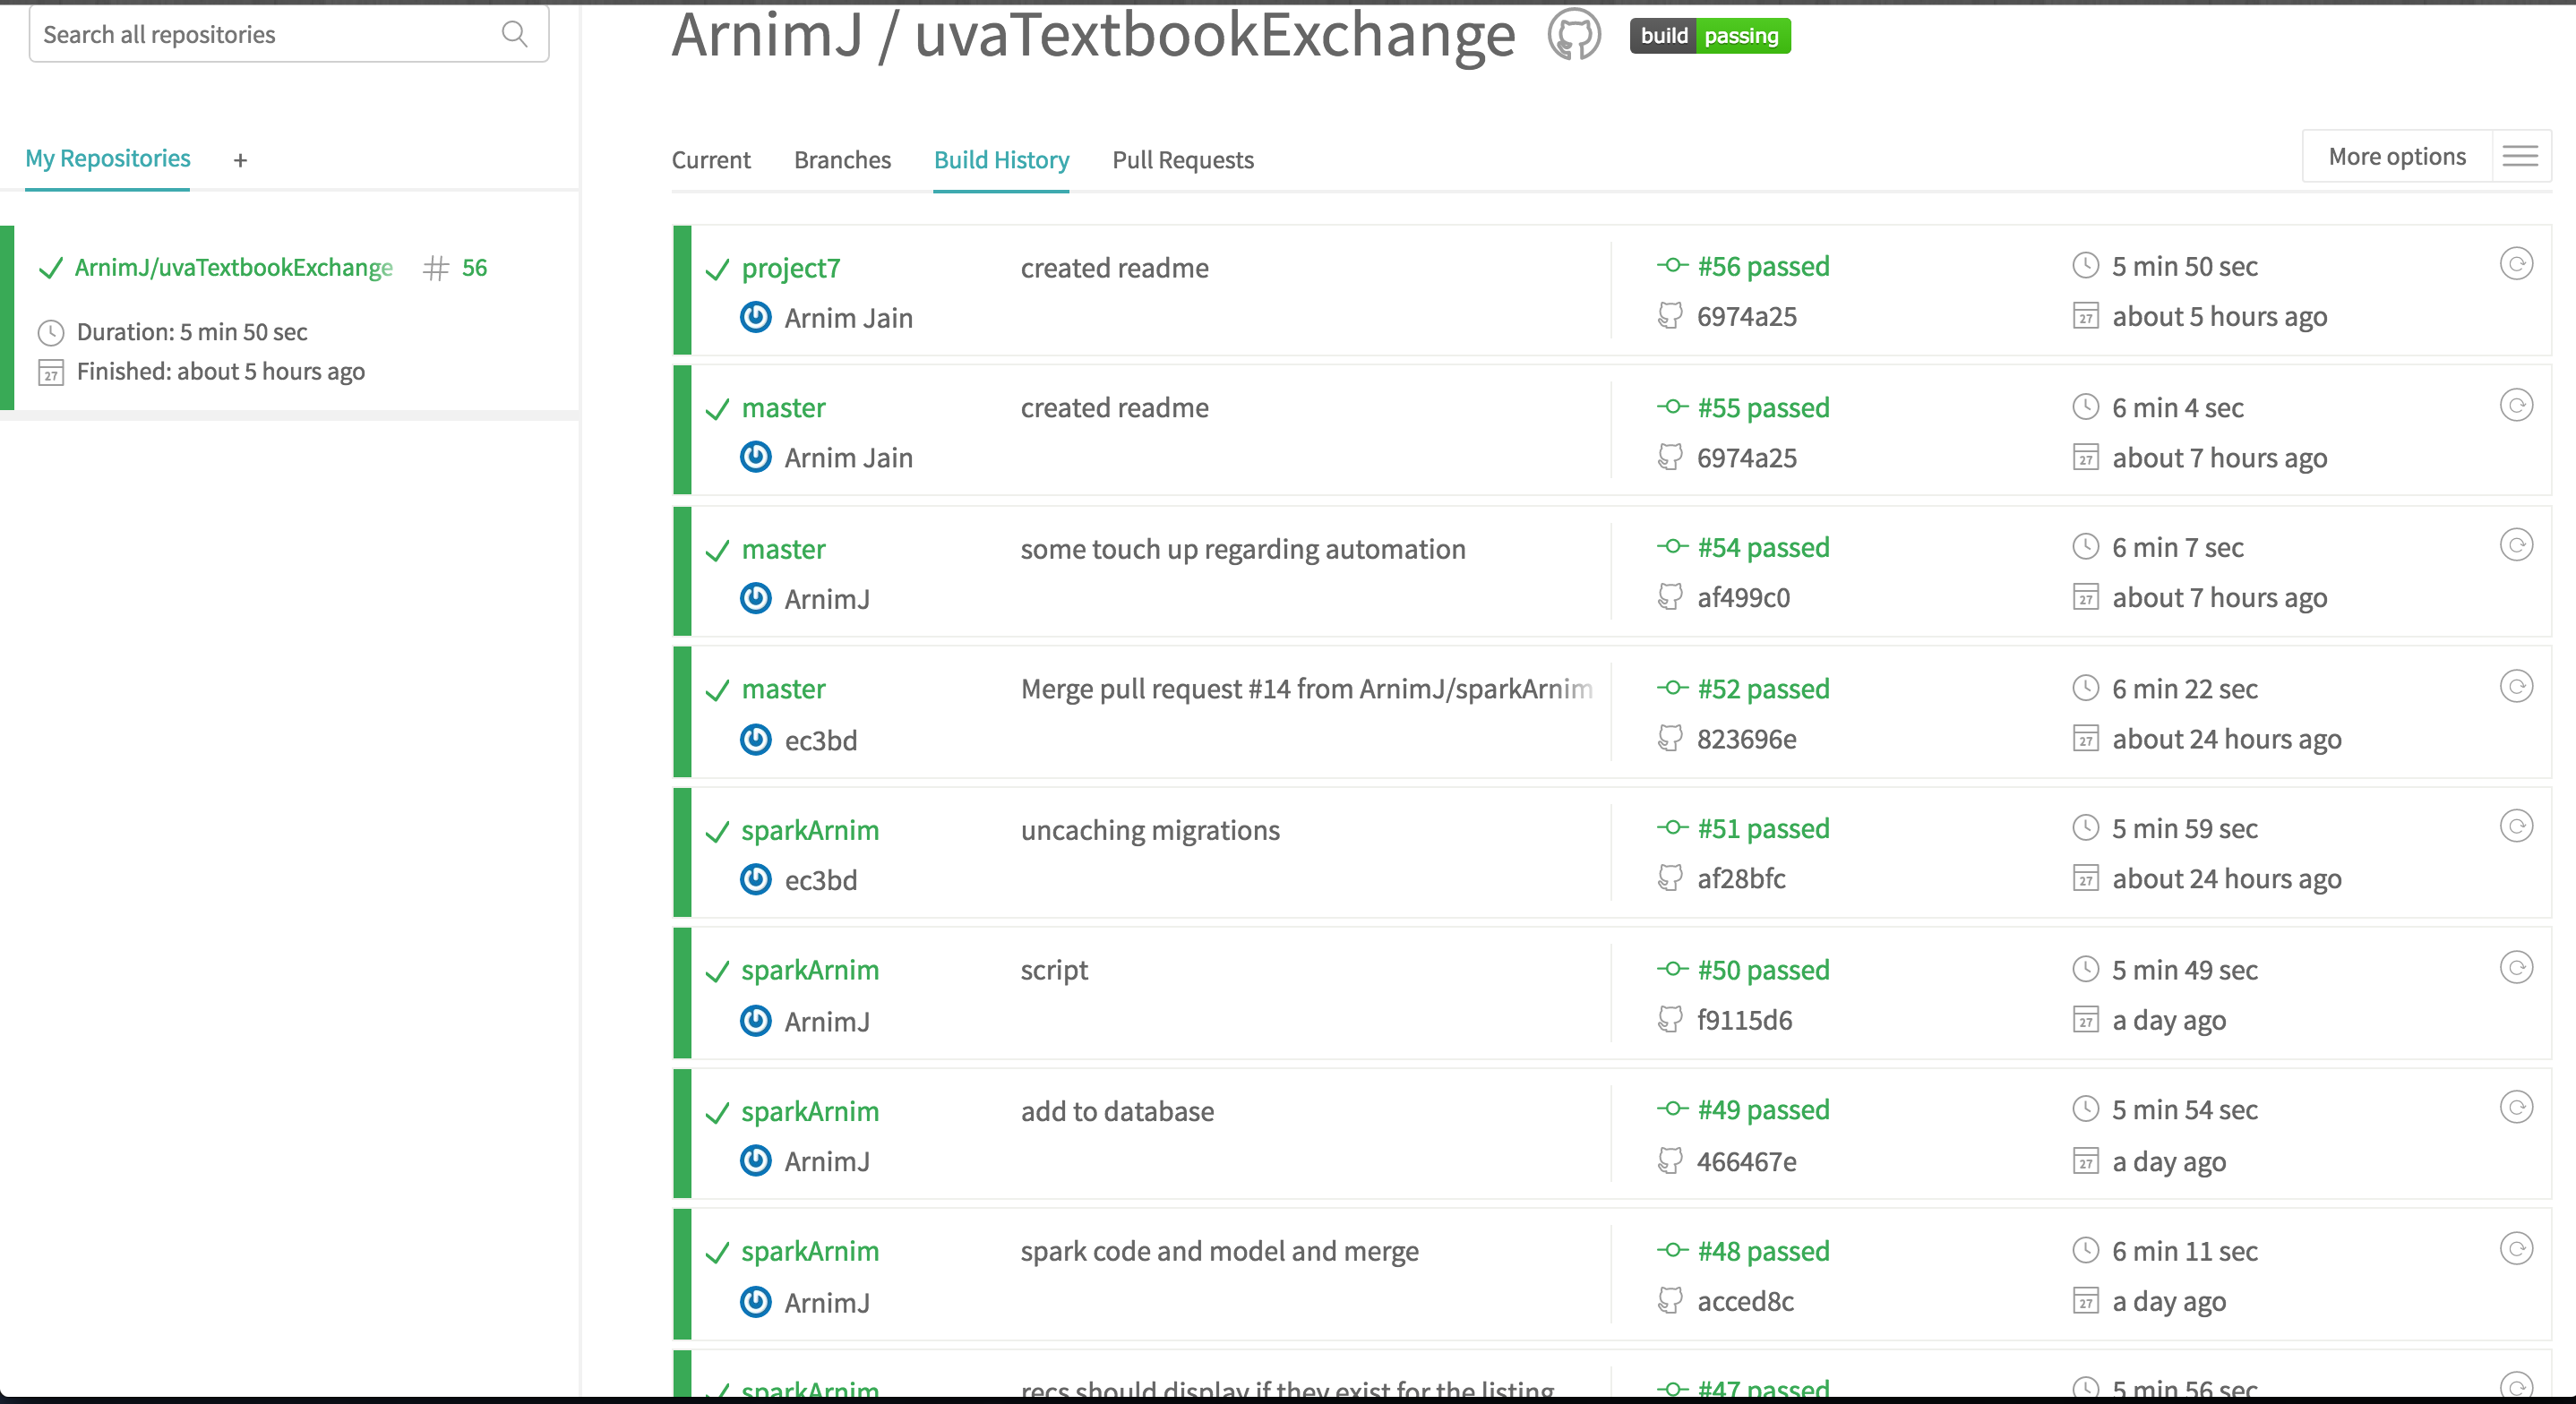 Search all repositories
My Repositories +
ArnimJ/uvaTextbookExchange # 56
Duration: 5 min 50 sec
27 Finished: about 5 hours ago
ArnimJ / uvaTextbookExchange build passing
Current Branches Build History Pull Requests More options
project7 created readme #56 passed 5 min 50 sec
Arnim Jain 6974a25 27 about 5 hours ago
master created readme #55 passed 6 min 4 sec
Arnim Jain 6974a25 27 about 7 hours ago
master some touch up regarding automation #54 passed 6 min 7 sec
ArnimJ af499c0 27 about 7 hours ago
master Merge pull request #14 from ArnimJ/sparkArnim #52 passed 6 min 22 sec
ec3bd 823696e 27 about 24 hours ago
sparkArnim uncaching migrations #51 passed 5 min 59 sec
ec3bd af28bfc 27 about 24 hours ago
sparkArnim script #50 passed 5 min 49 sec
ArnimJ f9115d6 27 a day ago
sparkArnim add to database #49 passed 5 min 54 sec
ArnimJ 466467e 27 a day ago
sparkArnim spark code and model and merge #48 passed 6 min 11 sec
ArnimJ acced8c 27 a day ago
sparkArnim recs should display if they exist for the listing #47 passed 5 min 56 sec